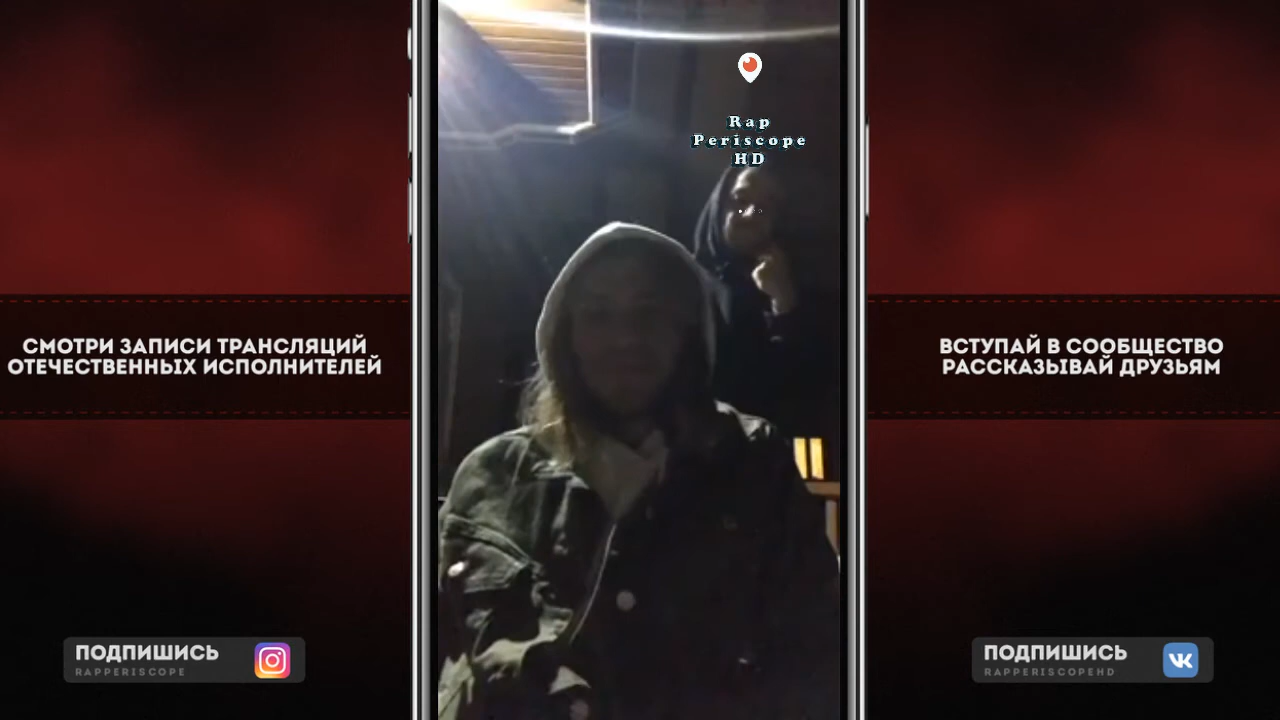 Rap
Periscope
HD
СМОТРИ ЗАПИСИ ТРАНСЛЯЦИЙ
ОТЕЧЕСТВЕННЫХ ИСПОЛНИТЕЛЕЙ
ВСТУПАЙ В СООБЩЕСТВО
РАССКАЗЫВАЙ ДРУЗЬЯМ
ПОДПИШИСЬ
RAPPERISCOPE
ПОДПИШИСЬ
RAPPERISCOPEHD